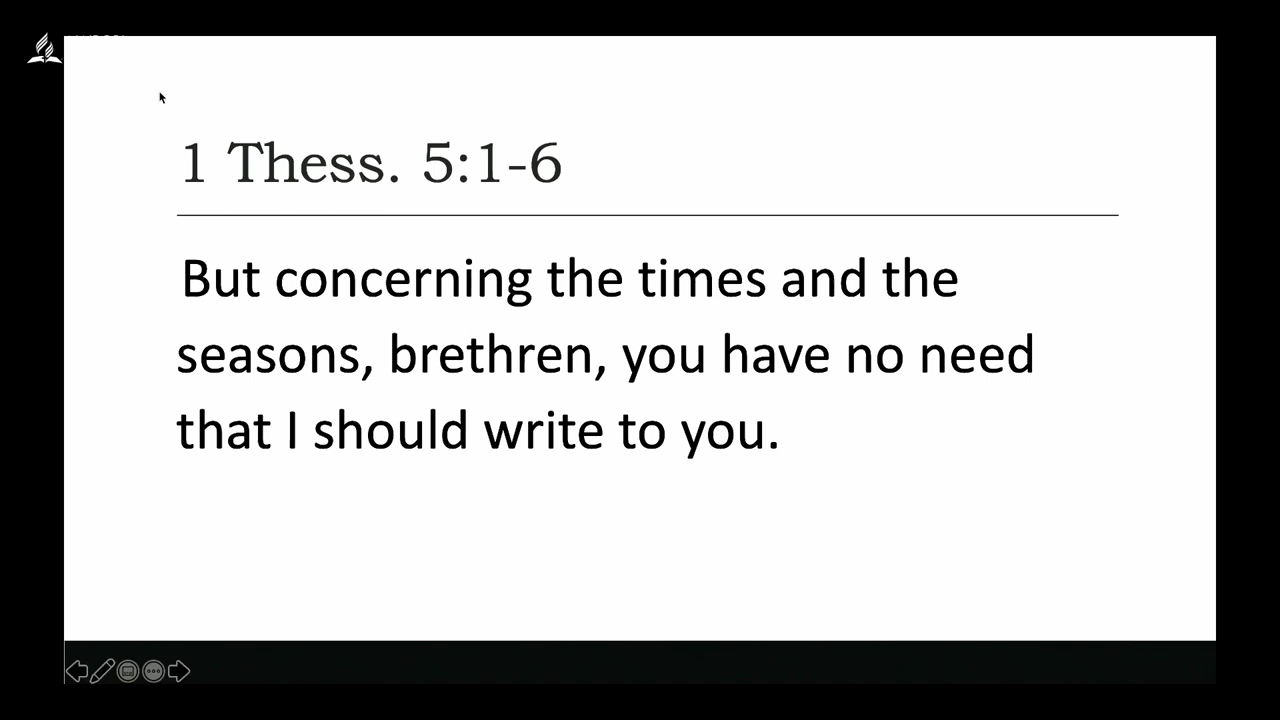 1 Thess. 5:1-6
But concerning the times and the
seasons, brethren, you have no need
that I should write to you.